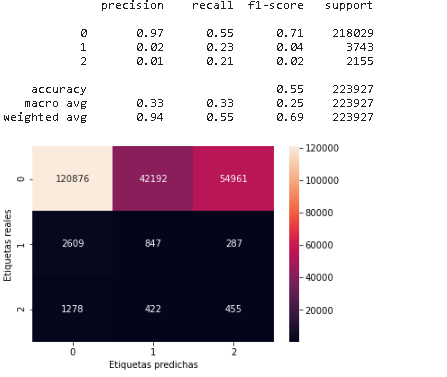 precision recall f1-score support
0 0.97 0.55 0.71 218029
1 0.02 0.23 0.04 3743
2 0.01 0.21 0.02 2155
accuracy 0.55 223927
macro avg 0.33 0.33 0.25 223927
weighted avg 0.94 0.55 0.69 223927
120876 42192 54961
2609 847 287
1278 422 455
0
1
2
Etiquetas reales
0 1 2
Etiquetas predichas
120000
100000
80000
60000
40000
20000